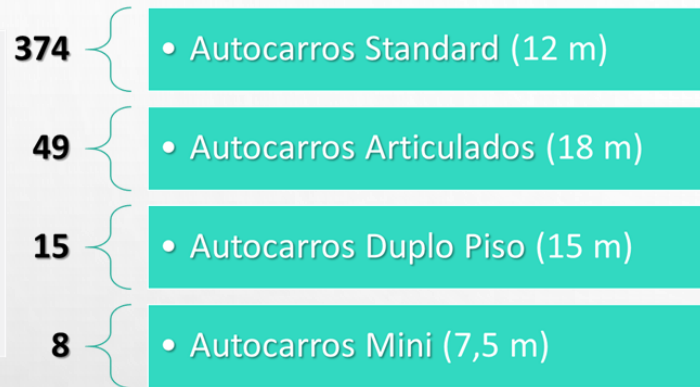 374 • Autocarros Standard (12 m)
49 • Autocarros Articulados (18 m)
15 • Autocarros Duplo Piso (15 m)
8 • Autocarros Mini (7,5 m)